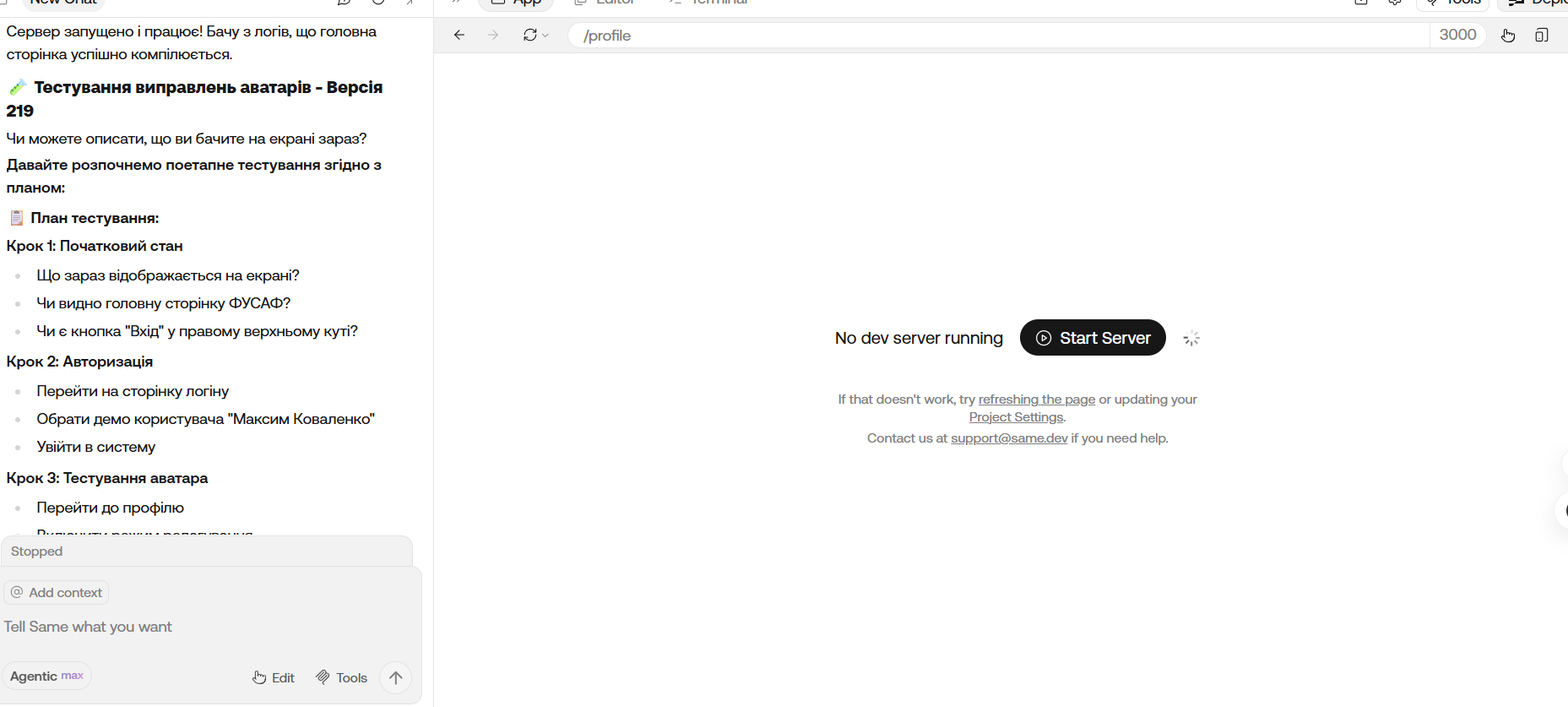 New Chat
Сервер запущено і працює! Бачу з логів, що головна
сторінка успішно компілюється.
Тестування виправлень аватарів - Версія
219
Чи можете описати, що ви бачите на екрані зараз?
Давайте розпочнемо поетапне тестування згідно з
планом:
План тестування:
Крок 1: Початковий стан
Що зараз відображається на екрані?
Чи видно головну сторінку ФУСАФ?
Чи є кнопка "Вхід" у правому верхньому куті?
Крок 2: Авторизація
Перейти на сторінку логіну
Обрати демо користувача "Максим Коваленко"
Увійти в систему
Крок 3: Тестування аватара
Перейти до профілю
Включити режим редагування
Stopped
@ Add context
Tell Same what you want
Agentic max
Edit
Tools
App
Editor
Terminal
Tools
/profile
3000
No dev server running
Start Server
If that doesn't work, try refreshing the page or updating your
Project Settings.
Contact us at support@same.dev if you need help.